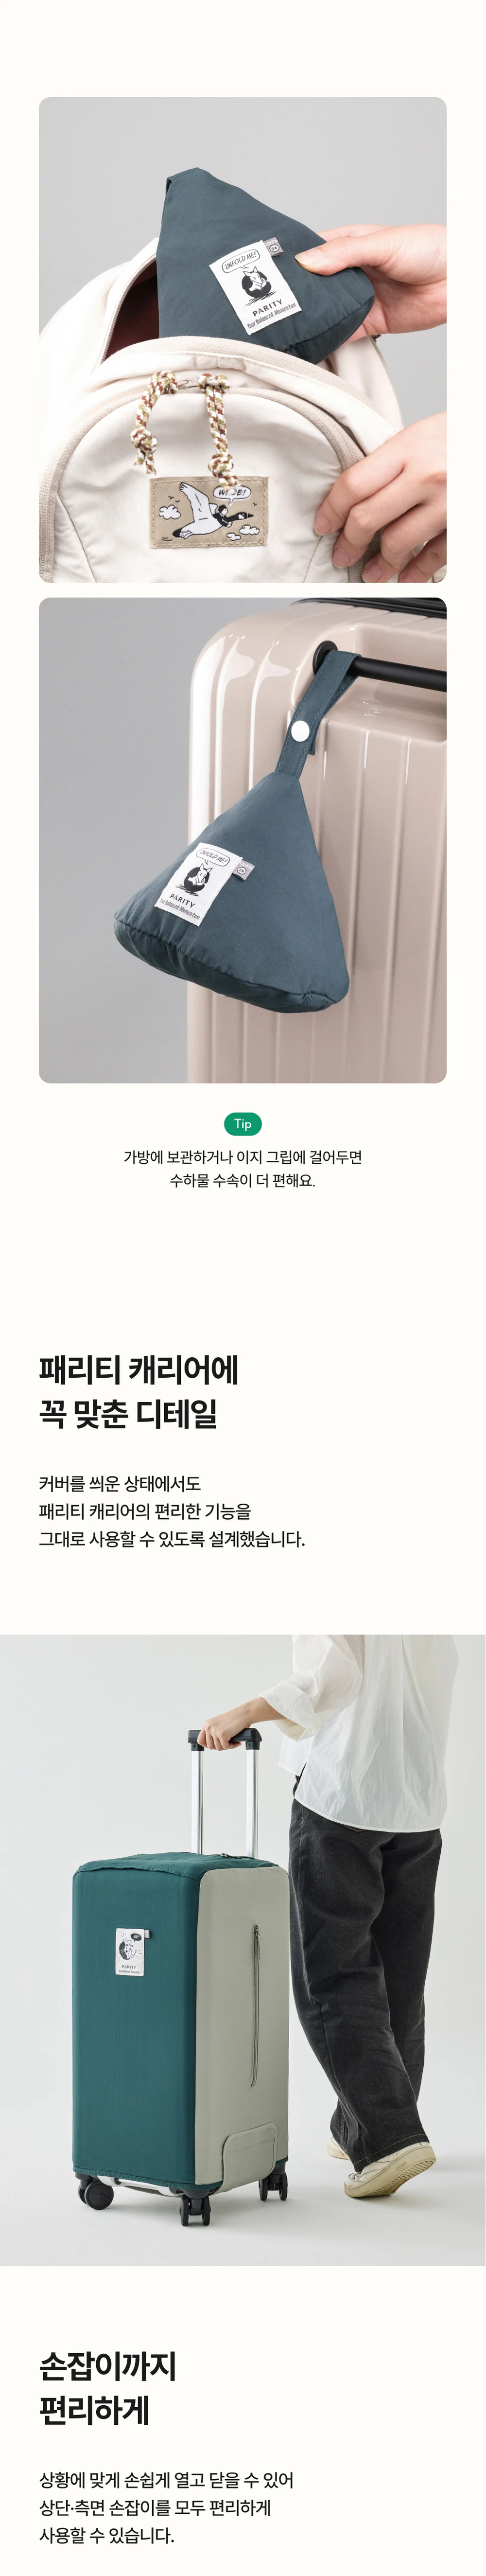 UNFOLD ME!
PARITY
Your Balanced Momentum
UNFOLD ME!
PARITY
Your Balanced Momentum
Tip
가방에 보관하거나 이지 그립에 걸어두면
수하물 수속이 더 편해요.
패리티 캐리어에
꼭 맞춘 디테일
커버를 씌운 상태에서도
패리티 캐리어의 편리한 기능을
그대로 사용할 수 있도록 설계했습니다.
PARITY
손잡이까지
편리하게
상황에 맞게 손쉽게 열고 닫을 수 있어
상단·측면 손잡이를 모두 편리하게
사용할 수 있습니다.